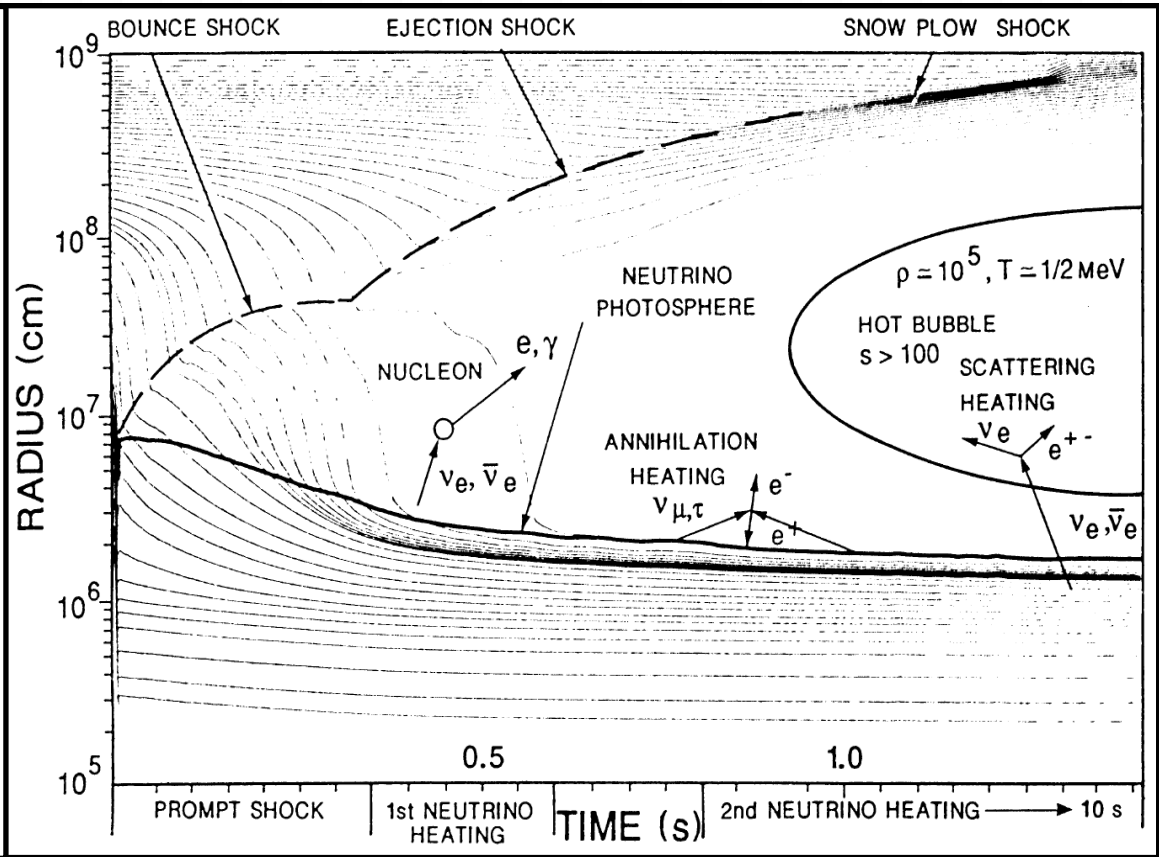 BOUNCE SHOCK
EJECTION SHOCK
SNOW PLOW SHOCK
10⁹
10⁸
10⁷
10⁶
10⁵
RADIUS (cm)
NEUTRINO
PHOTOSPHERE
ρ ≃ 10⁵, T ≃ 1/2 MeV
HOT BUBBLE
s > 100
SCATTERING
HEATING
νe
e⁺⁻
e, γ
NUCLEON
νe, ν̄e
ANNIHILATION
HEATING
νμ,τ
e⁻
e⁺
νe, ν̄e
0.5
1.0
PROMPT SHOCK
1st NEUTRINO
HEATING
TIME (s)
2nd NEUTRINO HEATING
10 s